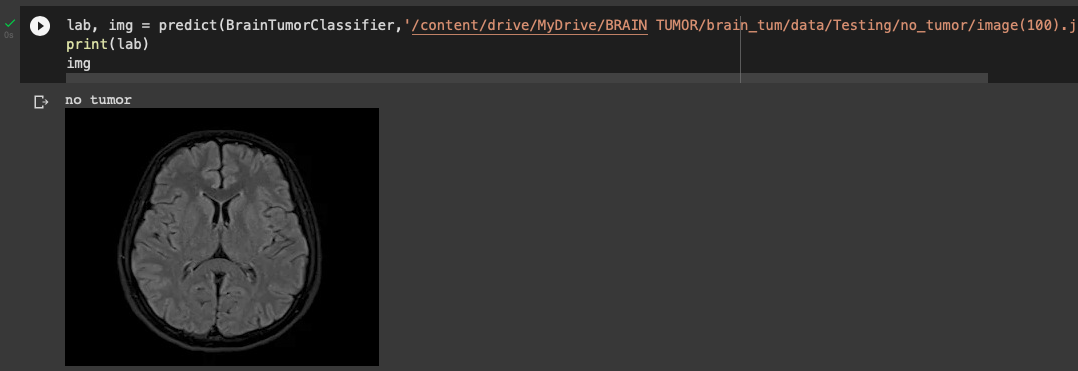 lab, img = predict(BrainTumorClassifier,'/content/drive/MyDrive/BRAIN TUMOR/brain_tum/data/Testing/no_tumor/image(100).j
0s
print(lab)
img
no tumor